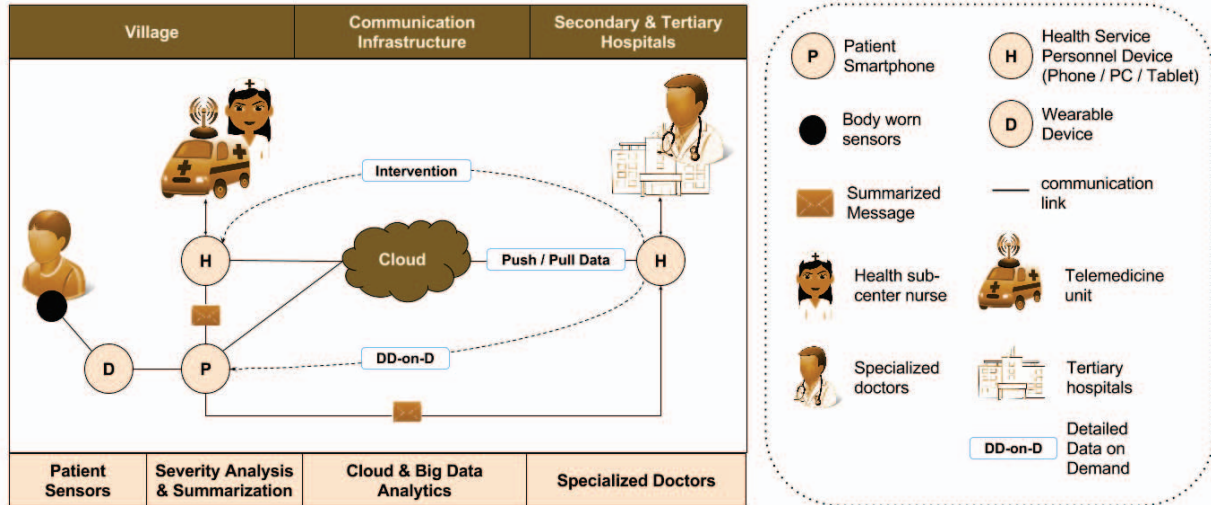 Village
Communication
Infrastructure
Secondary & Tertiary
Hospitals
Intervention
H
Cloud
Push / Pull Data
H
D
P
DD-on-D
Patient
Sensors
Severity Analysis
& Summarization
Cloud & Big Data
Analytics
Specialized Doctors
P
Patient
Smartphone
H
Health Service
Personnel Device
(Phone / PC / Tablet)
Body worn
sensors
D
Wearable
Device
Summarized
Message
communication
link
Health sub-
center nurse
Telemedicine
unit
Specialized
doctors
Tertiary
hospitals
DD-on-D
Detailed
Data on
Demand